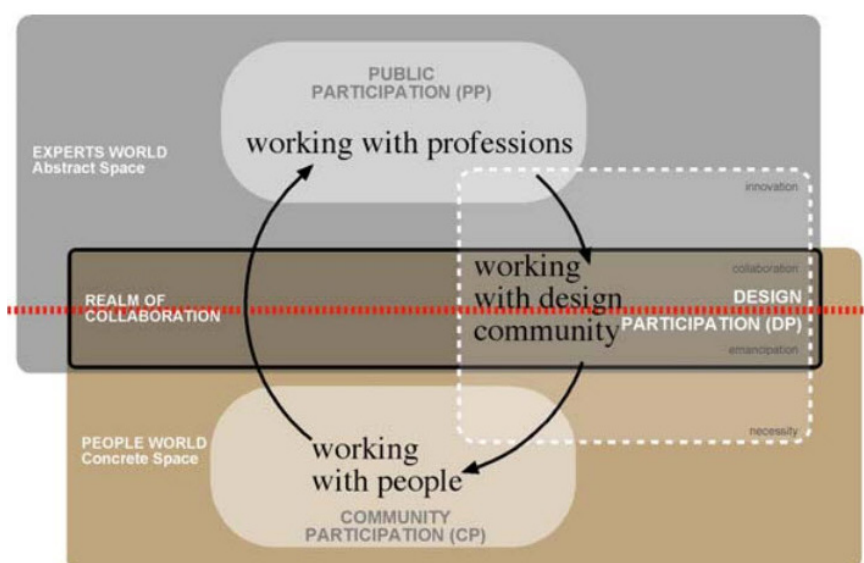 PUBLIC
PARTICIPATION (PP)
working with professions
EXPERTS WORLD
Abstract Space
innovation
collaboration
working
with design
community
DESIGN
PARTICIPATION (DP)
REALM OF
COLLABORATION
emancipation
necessity
PEOPLE WORLD
Concrete Space
working
with people
COMMUNITY
PARTICIPATION (CP)